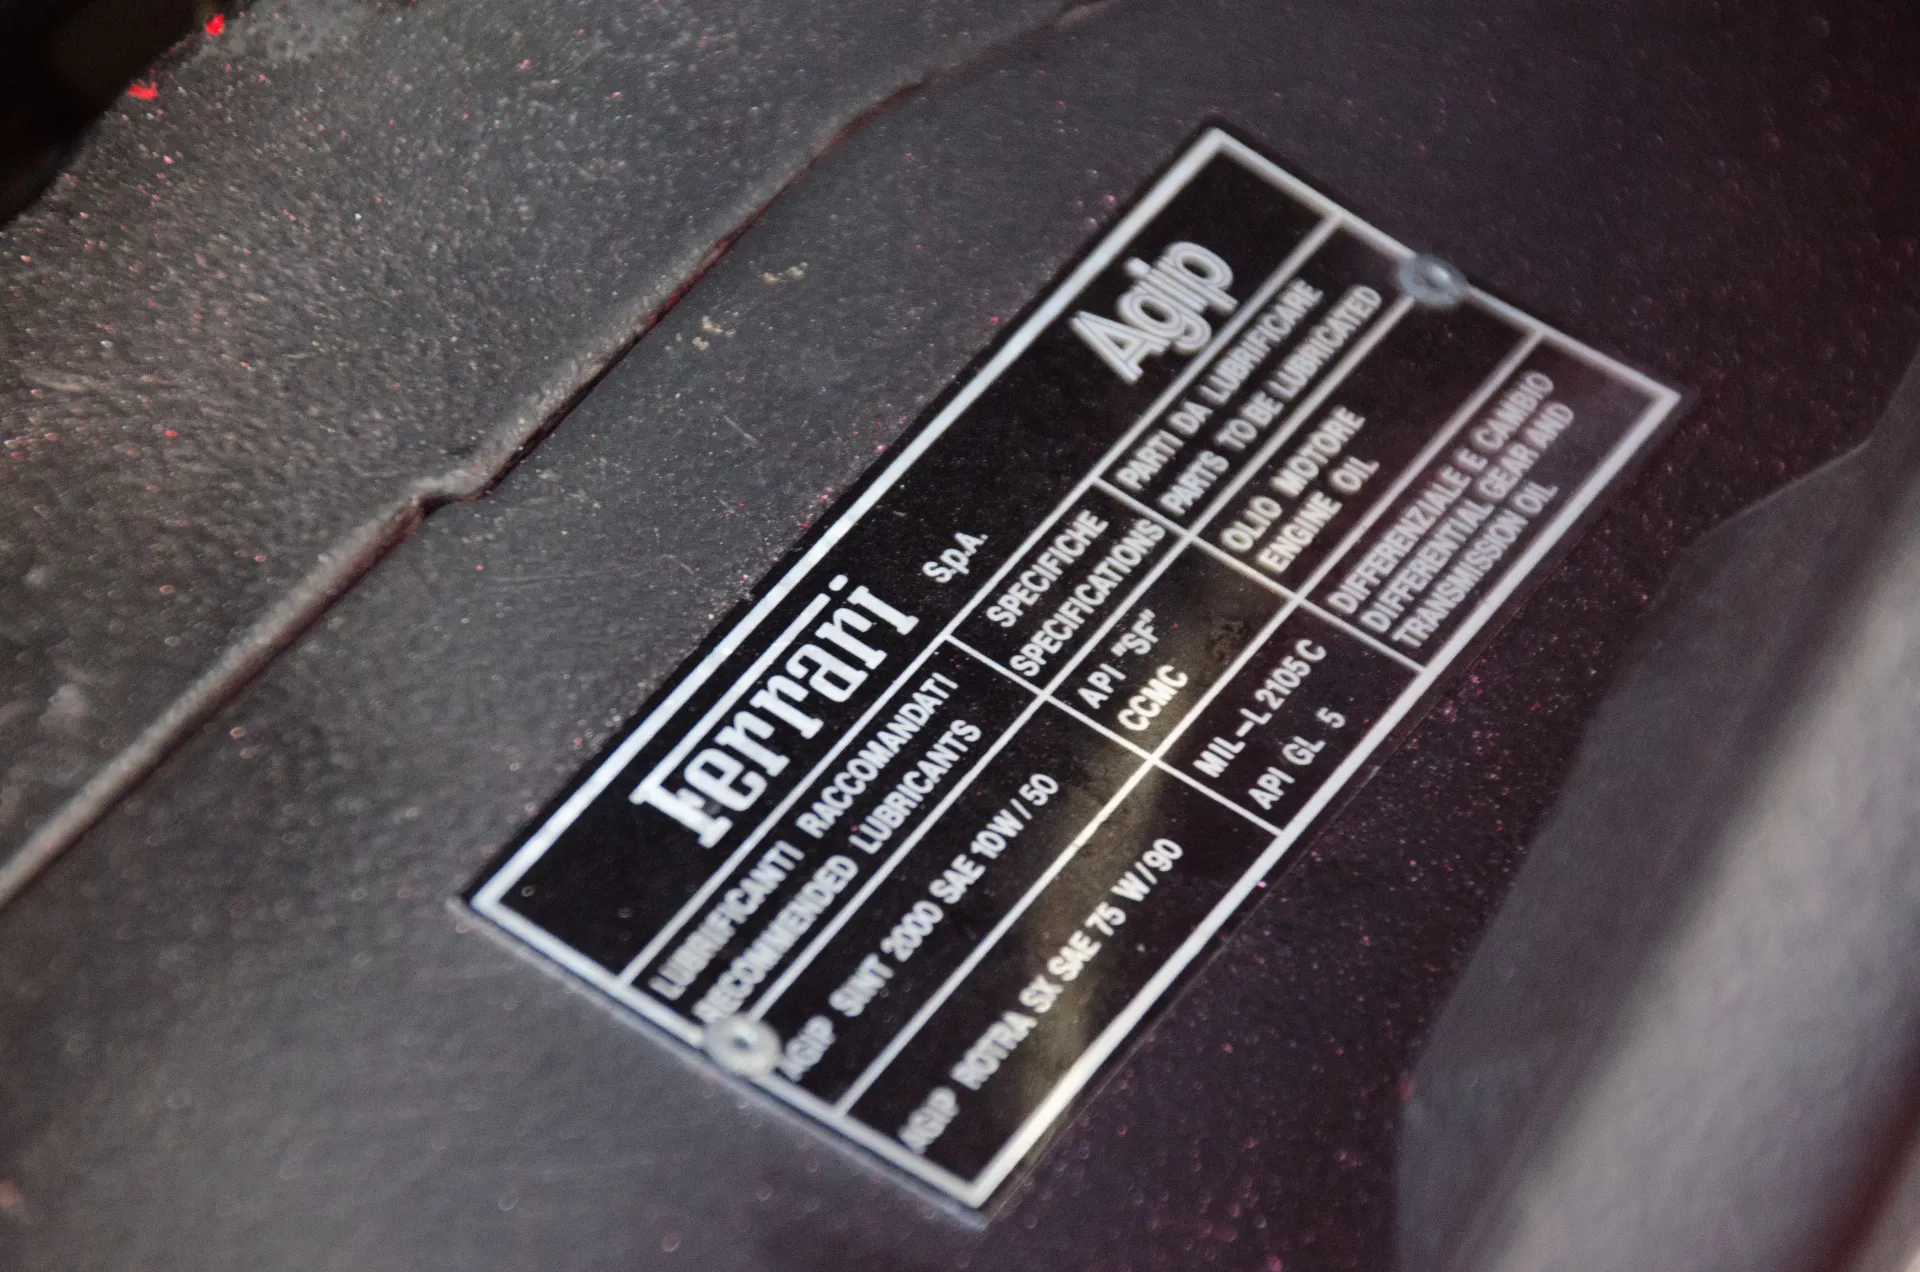 Ferrari S.p.A. Agip
LUBRIFICANTI RACCOMANDATI
RECOMMENDED LUBRICANTS
SPECIFICHE
SPECIFICATIONS
PARTI DA LUBRIFICARE
PARTS TO BE LUBRICATED
AGIP SINT 2000 SAE 10W/50
API "SF"
CCMC
OLIO MOTORE
ENGINE OIL
AGIP ROTRA SX SAE 75 W/90
MIL-L 2105 C
API GL 5
DIFFERENZIALE E CAMBIO
DIFFERENTIAL GEAR AND
TRANSMISSION OIL